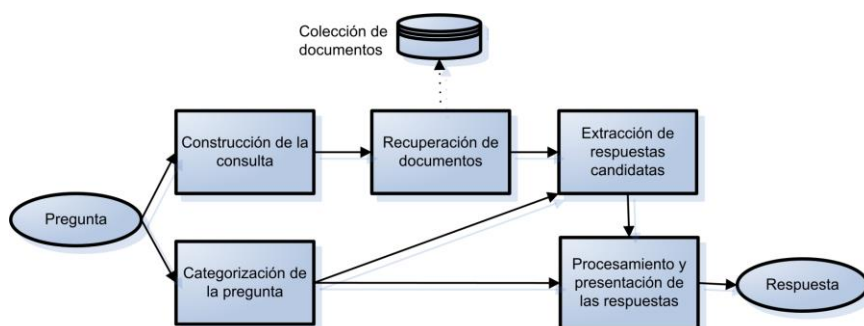 Colección de
documentos
Construcción de la
consulta
Recuperación de
documentos
Extracción de
respuestas
candidatas
Pregunta
Categorización de
la pregunta
Procesamiento y
presentación de
las respuestas
Respuesta